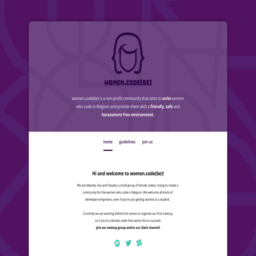 WOMEN.CODE(BE)
women.code(be) is a non-profit community that aims to unite women
who code in Belgium and provide them with a friendly, safe and
harassment free environment.
home guidelines join us
Hi and welcome to women.code(be)!
We are Mwanba, Eva and Claudia, a small group of female coders, trying to create a
community for the women who code in Belgium. We welcome all kinds of
developers/engineers, even if you're just getting started as a student.
Currently we are working behind the scenes to organize our first meetup,
so if you're a female coder that wants this to succeed,
join our meetup group and/or our Slack channel!